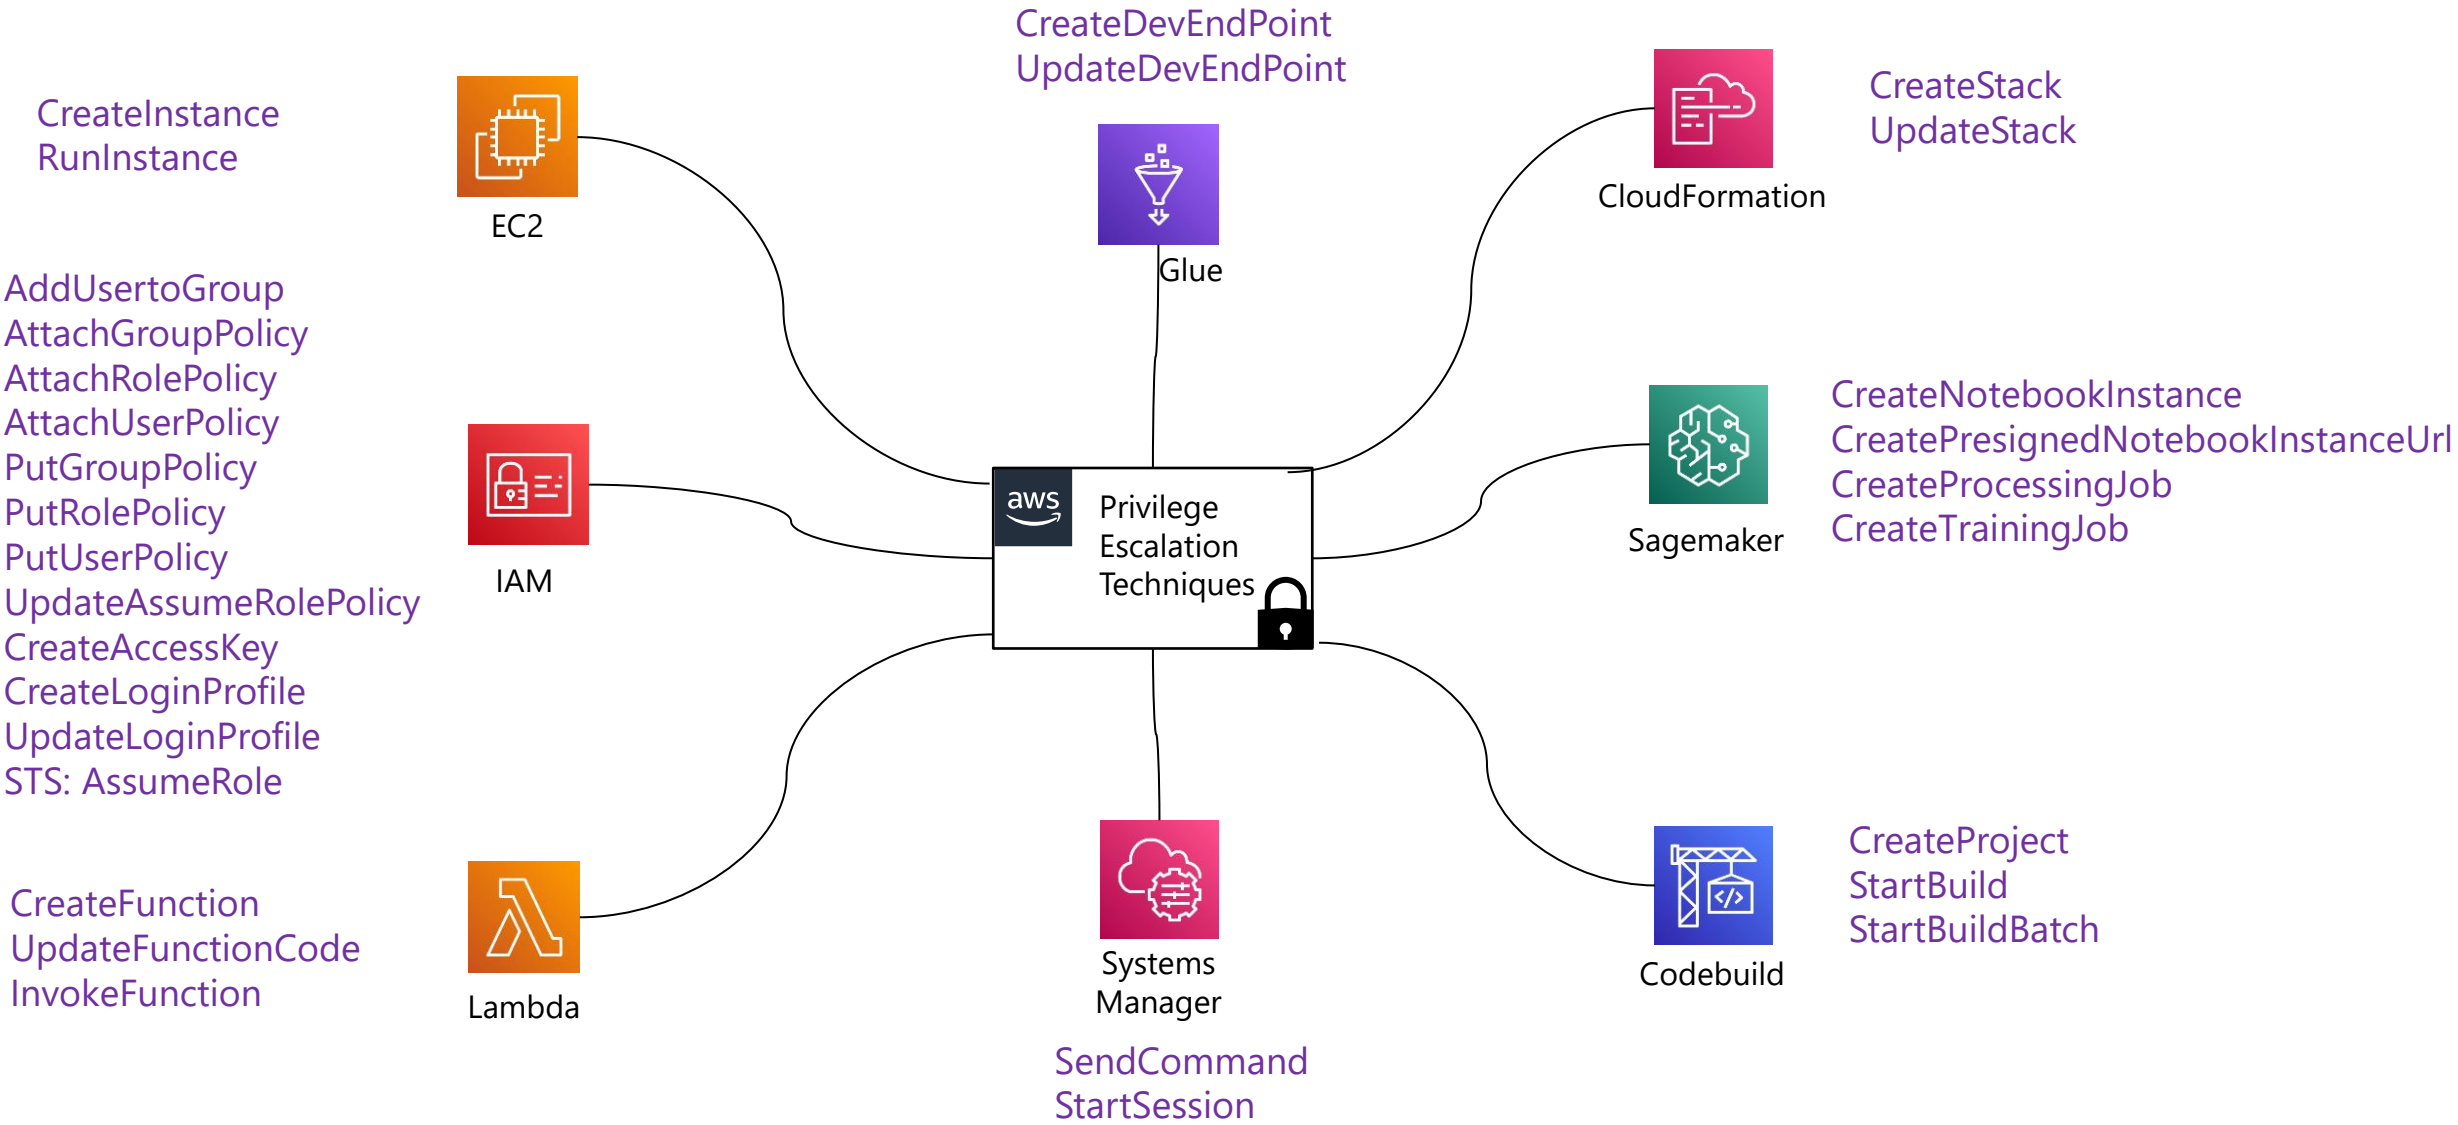 CreateDevEndPoint
UpdateDevEndPoint
Glue
CreateInstance
RunInstance
EC2
CreateStack
UpdateStack
CloudFormation
AddUsertoGroup
AttachGroupPolicy
AttachRolePolicy
AttachUserPolicy
PutGroupPolicy
PutRolePolicy
PutUserPolicy
UpdateAssumeRolePolicy
CreateAccessKey
CreateLoginProfile
UpdateLoginProfile
STS: AssumeRole
IAM
aws
Privilege
Escalation
Techniques
CreateNotebookInstance
CreatePresignedNotebookInstanceUrl
CreateProcessingJob
CreateTrainingJob
Sagemaker
CreateFunction
UpdateFunctionCode
InvokeFunction
Lambda
Systems
Manager
SendCommand
StartSession
CreateProject
StartBuild
StartBuildBatch
</>
Codebuild